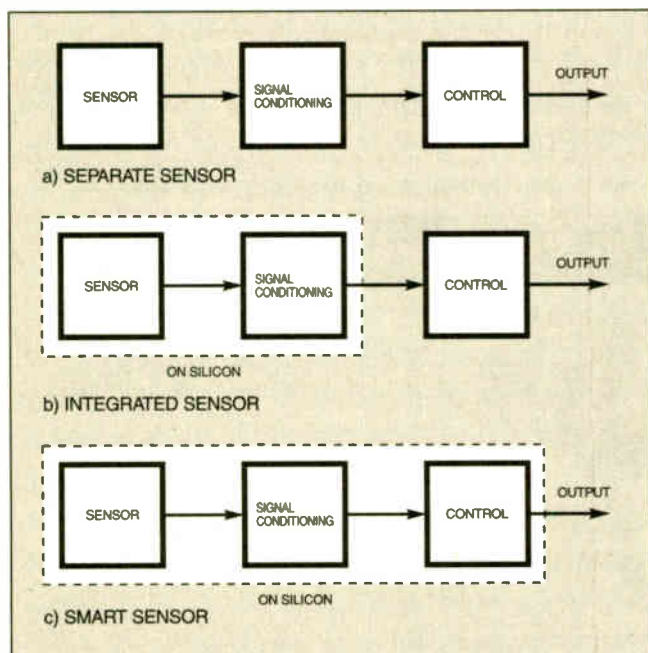 SENSOR
SIGNAL
CONDITIONING
CONTROL
OUTPUT
a) SEPARATE SENSOR
SENSOR
SIGNAL
CONDITIONING
CONTROL
OUTPUT
ON SILICON
b) INTEGRATED SENSOR
SENSOR
SIGNAL
CONDITIONING
CONTROL
OUTPUT
ON SILICON
c) SMART SENSOR